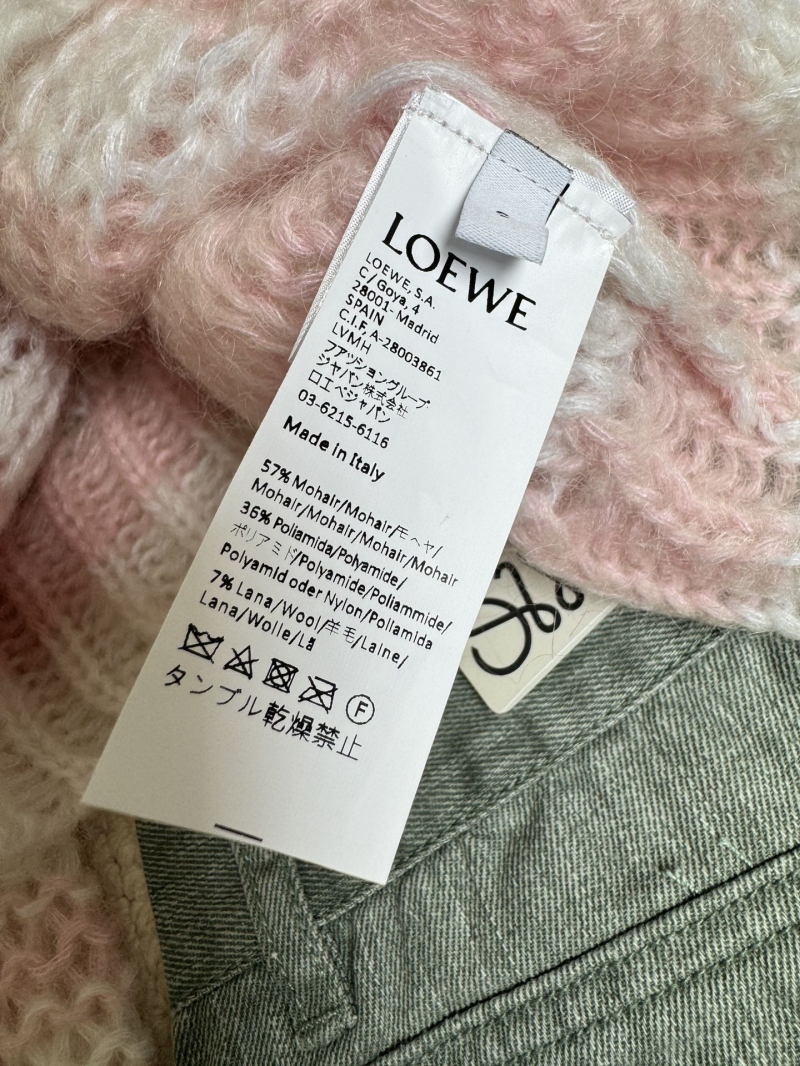 LOEWE
LOEWE, S.A.
C/Goya, 4
28001- Madrid
SPAIN
C.I.F. A-28003861
LVMH
ファッショングループ
ジャパン株式会社
ロエベジャパン
03-6215-6116
Made in Italy
57% Mohair/Mohair/モヘヤ/
Mohair/Mohair/Mohair/Mohair
36% Poliamida/Polyamide/
ポリアミド/Polyamide/Poliammide/
Polyamid oder Nylon/Poliamida
7% Lana/Wool/羊毛/Laine/
Lana/Wolle/Lã
F
タンブル乾燥禁止